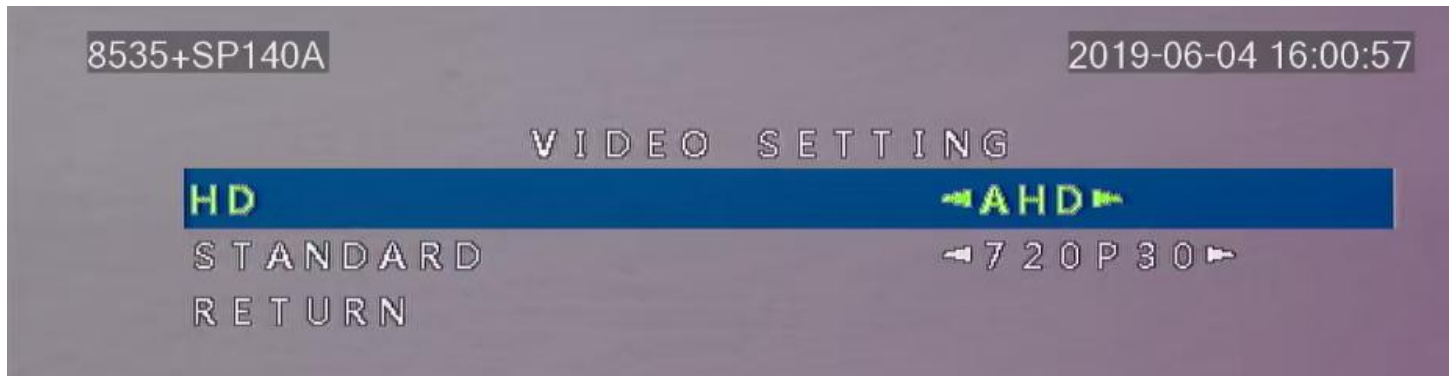 8535+SP140A 2019-06-04 16:00:57
VIDEO SETTING
HD ◄AHD►
STANDARD ◄720P30►
RETURN